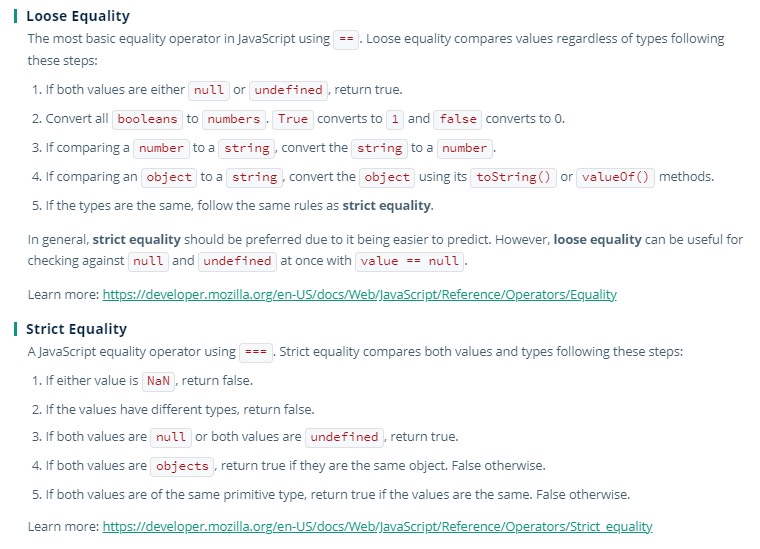 Loose Equality
The most basic equality operator in JavaScript using == . Loose equality compares values regardless of types following
these steps:
1. If both values are either null or undefined , return true.
2. Convert all booleans to numbers . True converts to 1 and false converts to 0.
3. If comparing a number to a string , convert the string to a number .
4. If comparing an object to a string , convert the object using its toString() or valueOf() methods.
5. If the types are the same, follow the same rules as strict equality.
In general, strict equality should be preferred due to it being easier to predict. However, loose equality can be useful for
checking against null and undefined at once with value == null .
Learn more: https://developer.mozilla.org/en-US/docs/Web/JavaScript/Reference/Operators/Equality
Strict Equality
A JavaScript equality operator using === . Strict equality compares both values and types following these steps:
1. If either value is NaN , return false.
2. If the values have different types, return false.
3. If both values are null or both values are undefined , return true.
4. If both values are objects , return true if they are the same object. False otherwise.
5. If both values are of the same primitive type, return true if the values are the same. False otherwise.
Learn more: https://developer.mozilla.org/en-US/docs/Web/JavaScript/Reference/Operators/Strict_equality